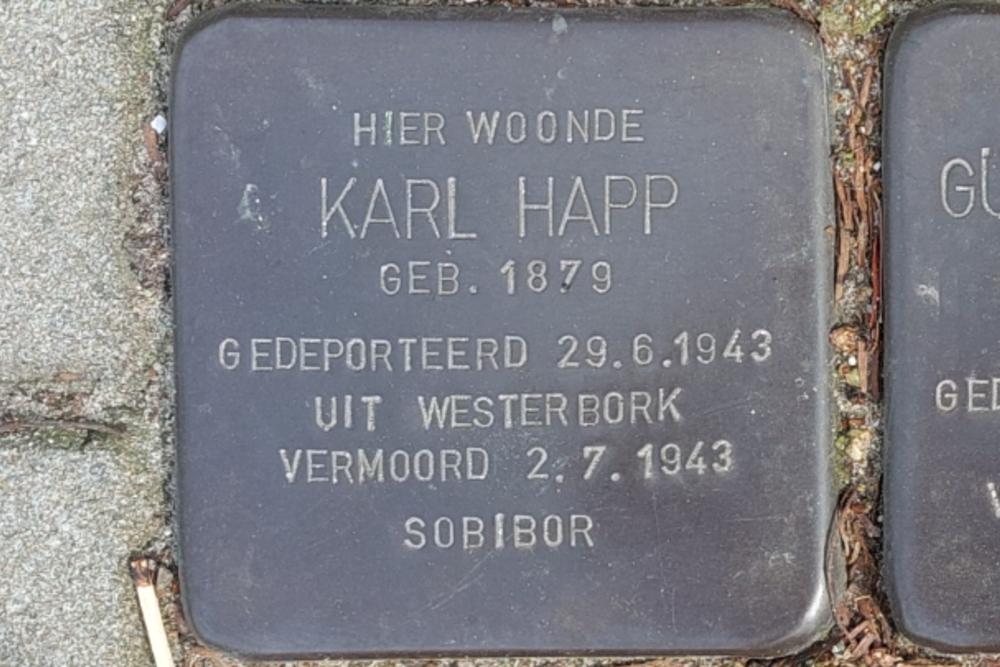 HIER WOONDE
KARL HAPP
GEB. 1879
GEDEPORTEERD 29.6.1943
UIT WESTERBORK
VERMOORD 2.7.1943
SOBIBOR